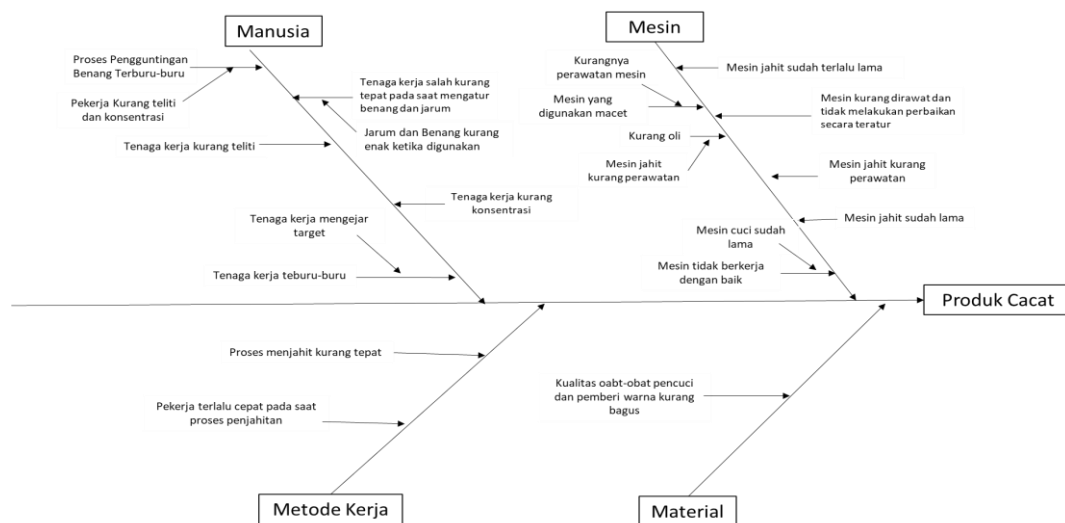 Manusia
Proses Pengguntingan
Benang Terburu-buru
Pekerja Kurang teliti
dan konsentrasi
Tenaga kerja salah kurang
tepat pada saat mengatur
benang dan jarum
Jarum dan Benang kurang
enak ketika digunakan
Tenaga kerja kurang teliti
Tenaga kerja kurang
konsentrasi
Tenaga kerja mengejar
target
Tenaga kerja teburu-buru
Mesin
Kurangnya
perawatan mesin
Mesin jahit sudah terlalu lama
Mesin yang
digunakan macet
Mesin kurang dirawat dan
tidak melakukan perbaikan
secara teratur
Kurang oli
Mesin jahit
kurang perawatan
Mesin jahit kurang
perawatan
Mesin jahit sudah lama
Mesin cuci sudah
lama
Mesin tidak berkerja
dengan baik
Produk Cacat
Proses menjahit kurang tepat
Pekerja terlalu cepat pada saat
proses penjahitan
Metode Kerja
Kualitas oabt-obat pencuci
dan pemberi warna kurang
bagus
Material